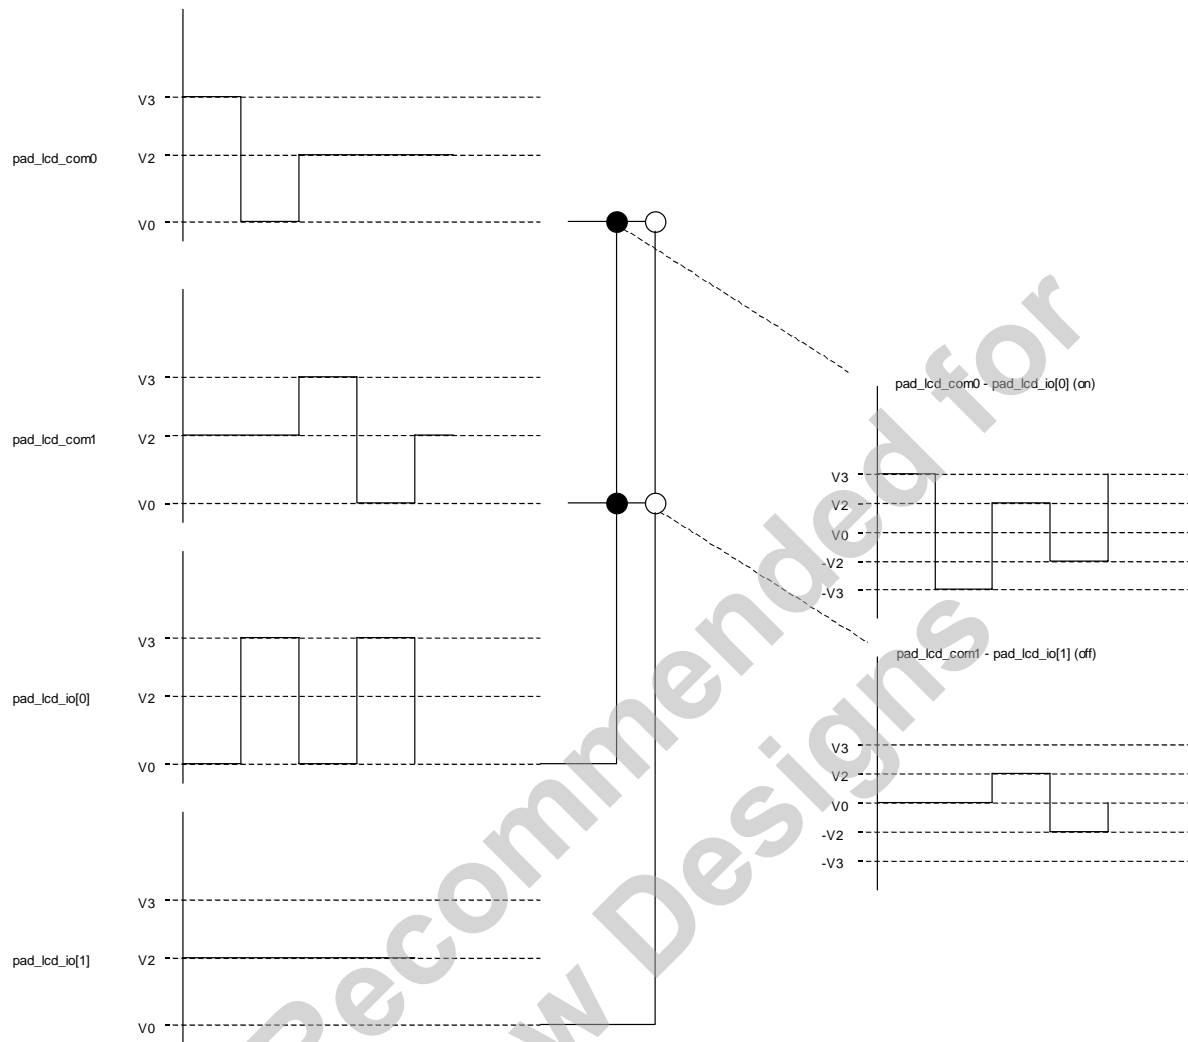 V3
pad_lcd_com0
V2
V0
V3
pad_lcd_com1
V2
V0
V3
pad_lcd_io[0]
V2
V0
V3
pad_lcd_io[1]
V2
V0
pad_lcd_com0 - pad_lcd_io[0] (on)
V3
V2
V0
-V2
-V3
pad_lcd_com1 - pad_lcd_io[1] (off)
V3
V2
V0
-V2
-V3
Recommended for
w Designs